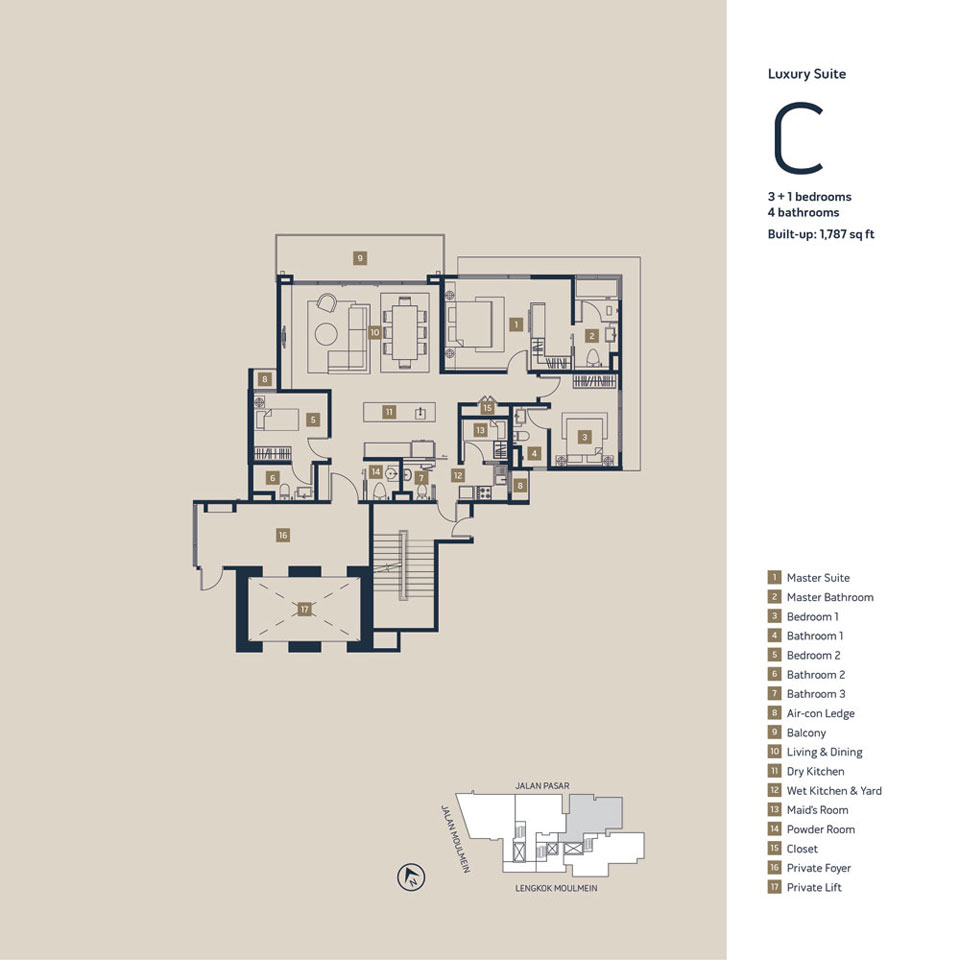 Luxury Suite
C
3 + 1 bedrooms
4 bathrooms
Built-up: 1,787 sq ft
9
10
1
2
8
5
11
15
13
3
4
6
14
7
12
8
16
17
1 Master Suite
2 Master Bathroom
3 Bedroom 1
4 Bathroom 1
5 Bedroom 2
6 Bathroom 2
7 Bathroom 3
8 Air-con Ledge
9 Balcony
10 Living & Dining
11 Dry Kitchen
12 Wet Kitchen & Yard
13 Maid's Room
14 Powder Room
15 Closet
16 Private Foyer
17 Private Lift
JALAN PASAR
JALAN MOULMEIN
LENGKOK MOULMEIN
N